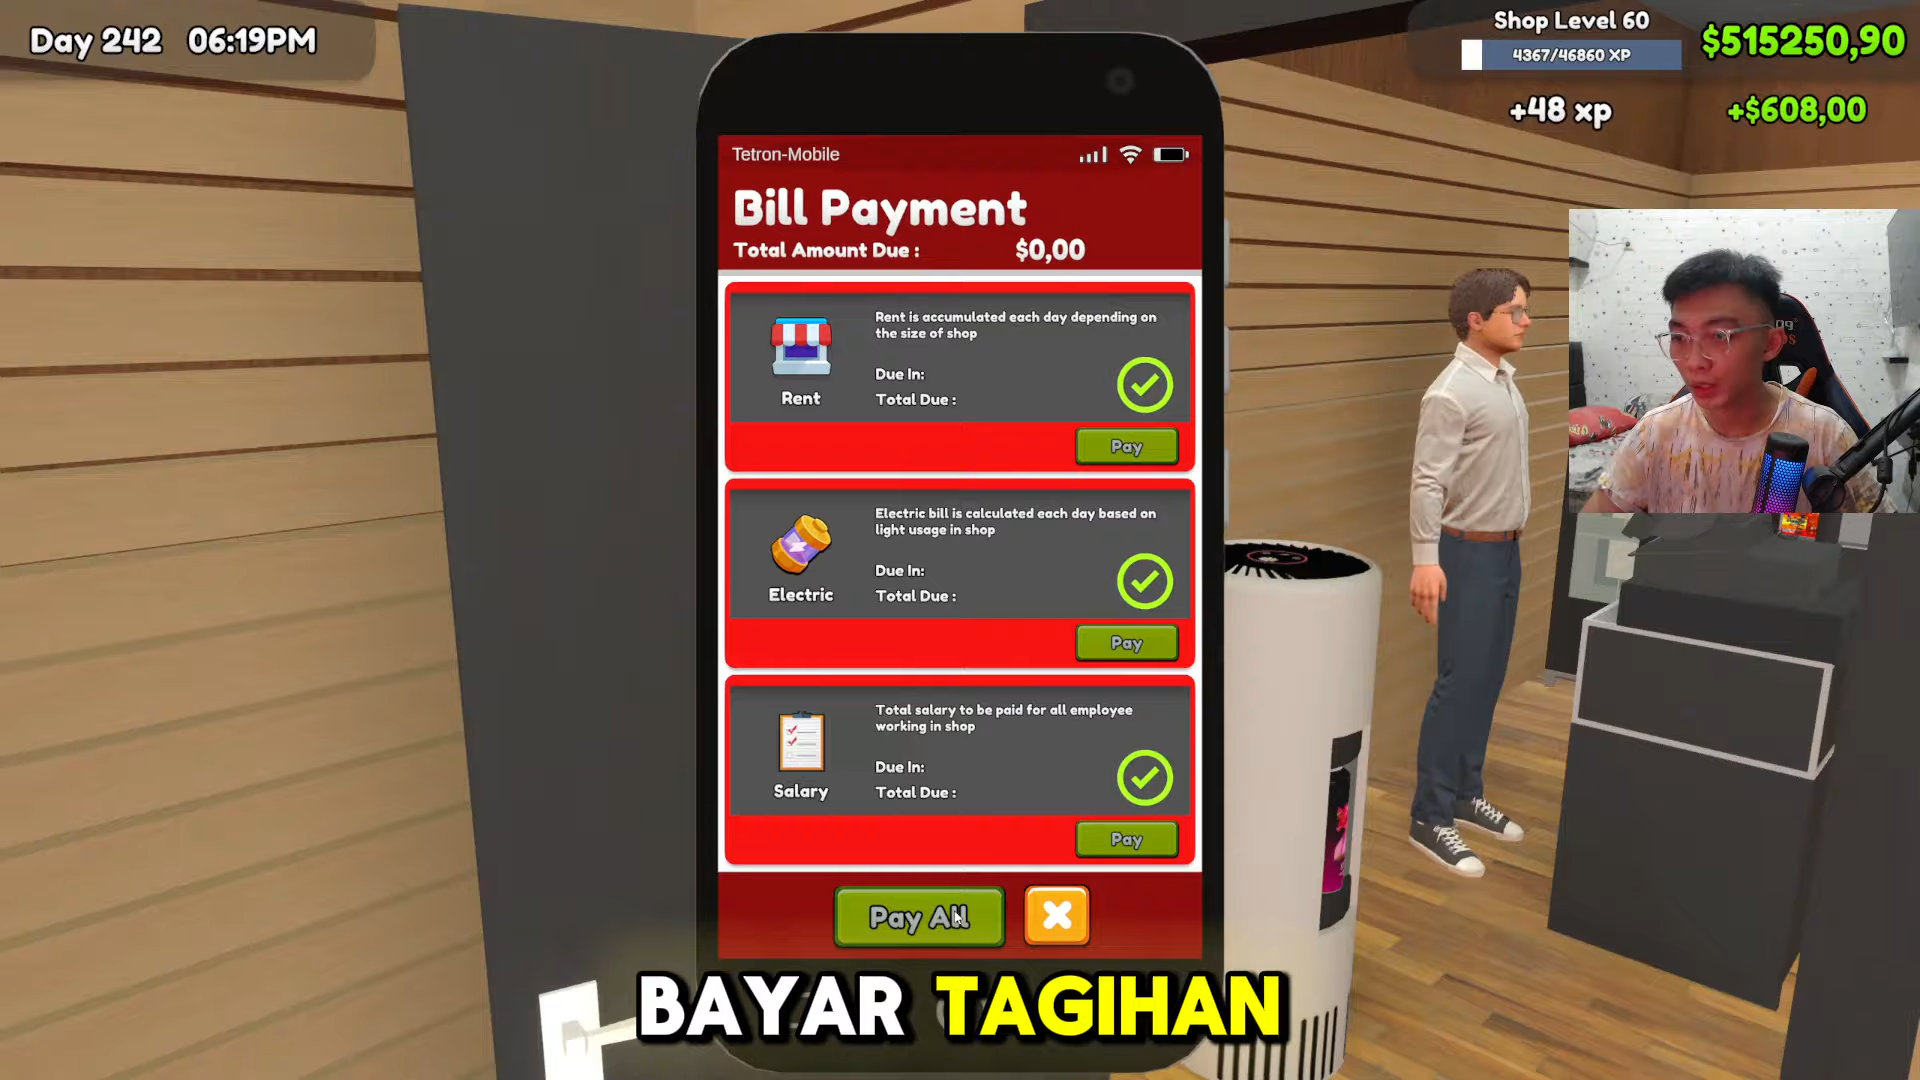 Day 242 06:19PM
Shop Level 60
4367/46860 XP
$515250,90
+48 xp
+$608,00
Tetron-Mobile
Bill Payment
Total Amount Due : $0,00
Rent is accumulated each day depending on
the size of shop
Due In:
Total Due :
Rent
Pay
Electric bill is calculated each day based on
light usage in shop
Due In:
Total Due :
Electric
Pay
Total salary to be paid for all employee
working in shop
Due In:
Total Due :
Salary
Pay
Pay All
BAYAR TAGIHAN